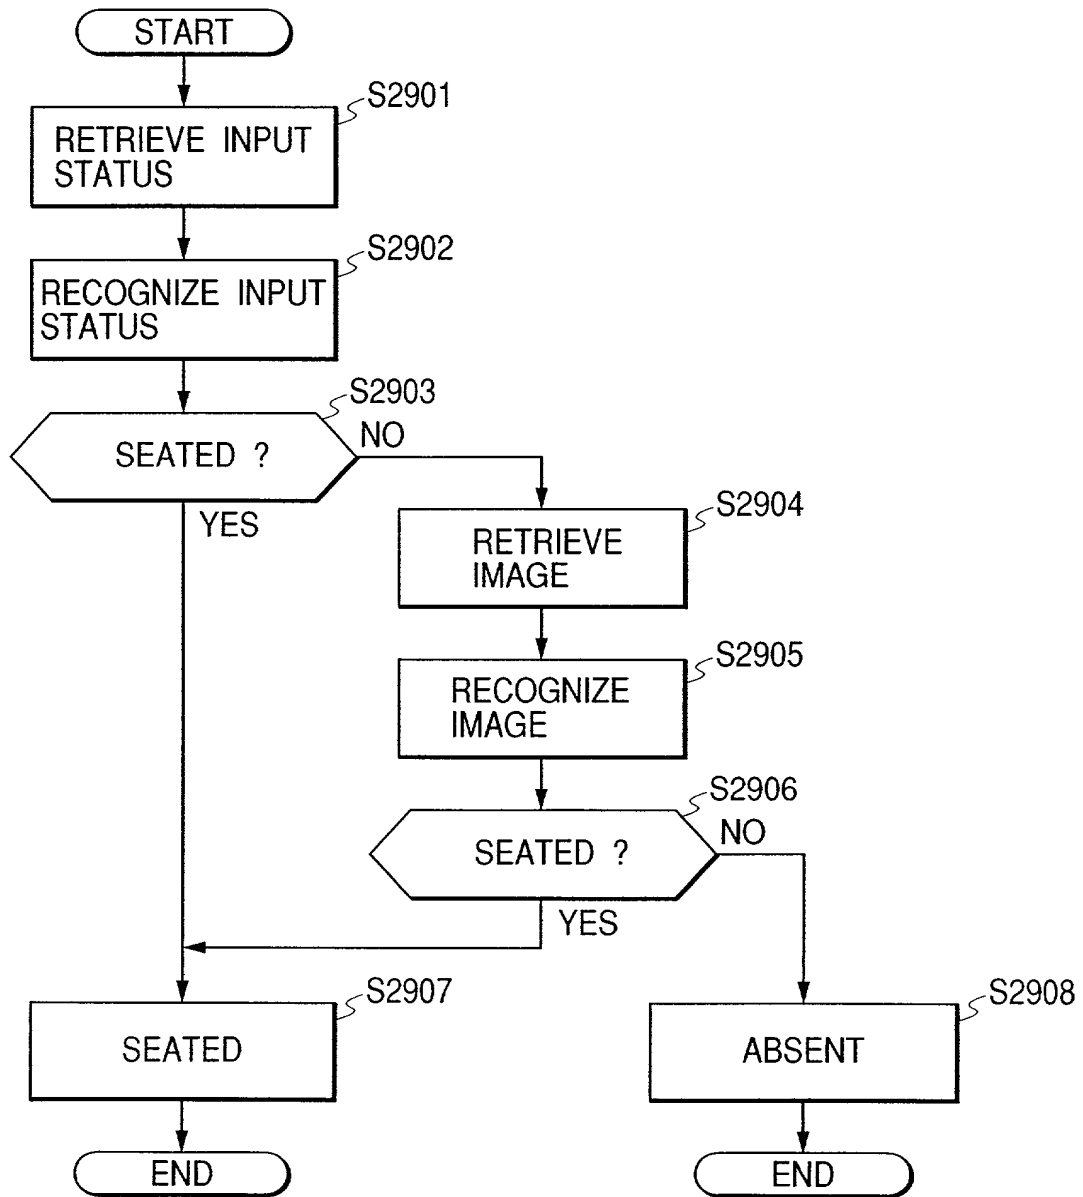 START
S2901
RETRIEVE INPUT
STATUS
S2902
RECOGNIZE INPUT
STATUS
S2903
SEATED ?
NO
YES
S2904
RETRIEVE
IMAGE
S2905
RECOGNIZE
IMAGE
S2906
SEATED ?
NO
YES
S2907
SEATED
S2908
ABSENT
END
END